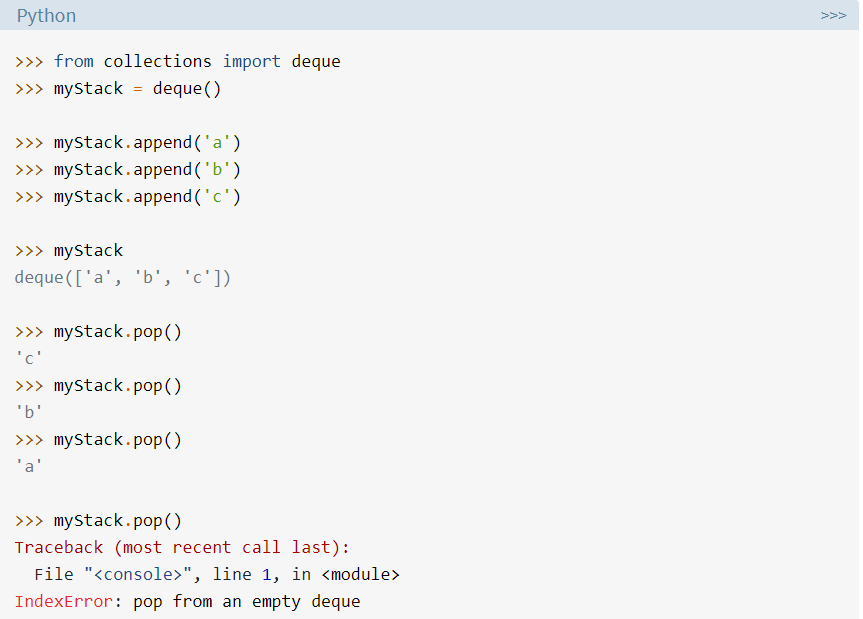 Python >>>
>>> from collections import deque
>>> myStack = deque()
>>> myStack.append('a')
>>> myStack.append('b')
>>> myStack.append('c')
>>> myStack
deque(['a', 'b', 'c'])
>>> myStack.pop()
'c'
>>> myStack.pop()
'b'
>>> myStack.pop()
'a'
>>> myStack.pop()
Traceback (most recent call last):
  File "<console>", line 1, in <module>
IndexError: pop from an empty deque